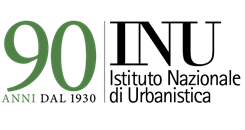 90
ANNI DAL 1930
INU
Istituto Nazionale
di Urbanistica